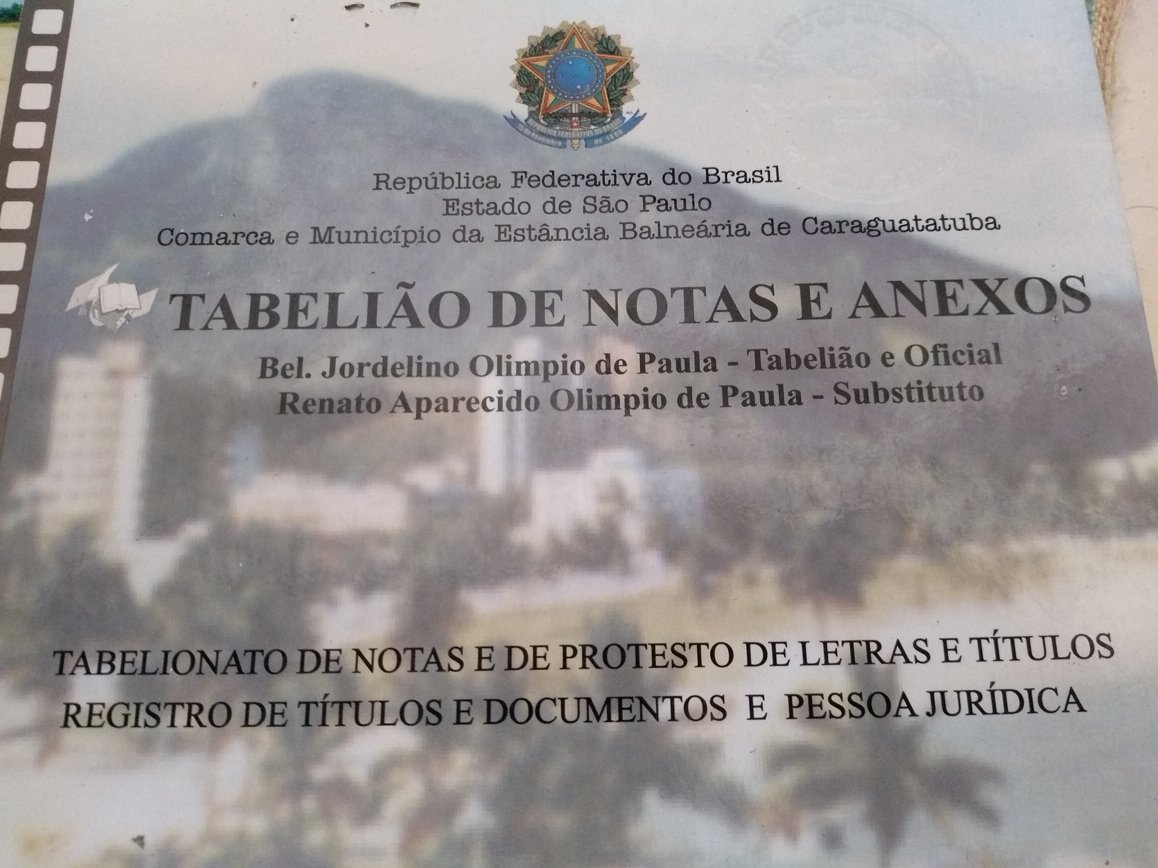 República Federativa do Brasil
Estado de São Paulo
Comarca e Município da Estância Balneária de Caraguatatuba
TABELIÃO DE NOTAS E ANEXOS
Bel. Jordelino Olimpio de Paula - Tabelião e Oficial
Renato Aparecido Olimpio de Paula - Substituto
TABELIONATO DE NOTAS E DE PROTESTO DE LETRAS E TÍTULOS
REGISTRO DE TÍTULOS E DOCUMENTOS E PESSOA JURÍDICA